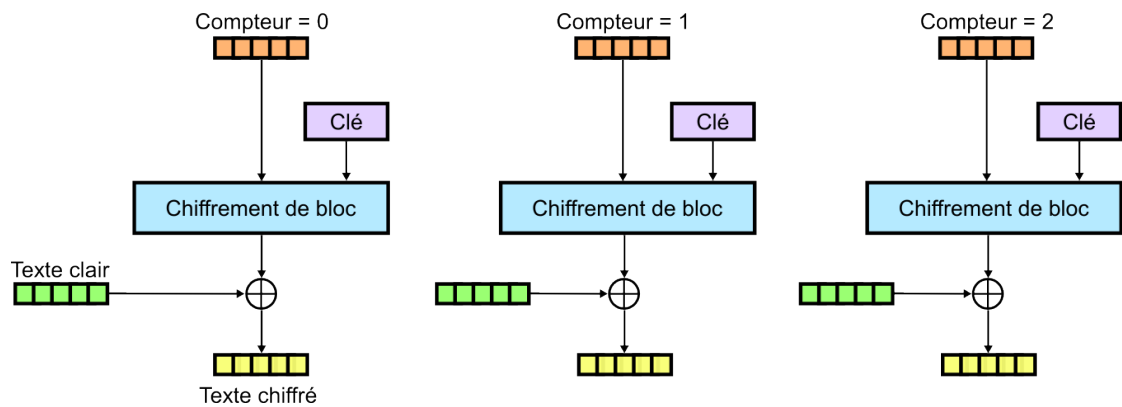 Compteur = 0
Compteur = 1
Compteur = 2
Clé
Clé
Clé
Chiffrement de bloc
Chiffrement de bloc
Chiffrement de bloc
Texte clair
Texte chiffré